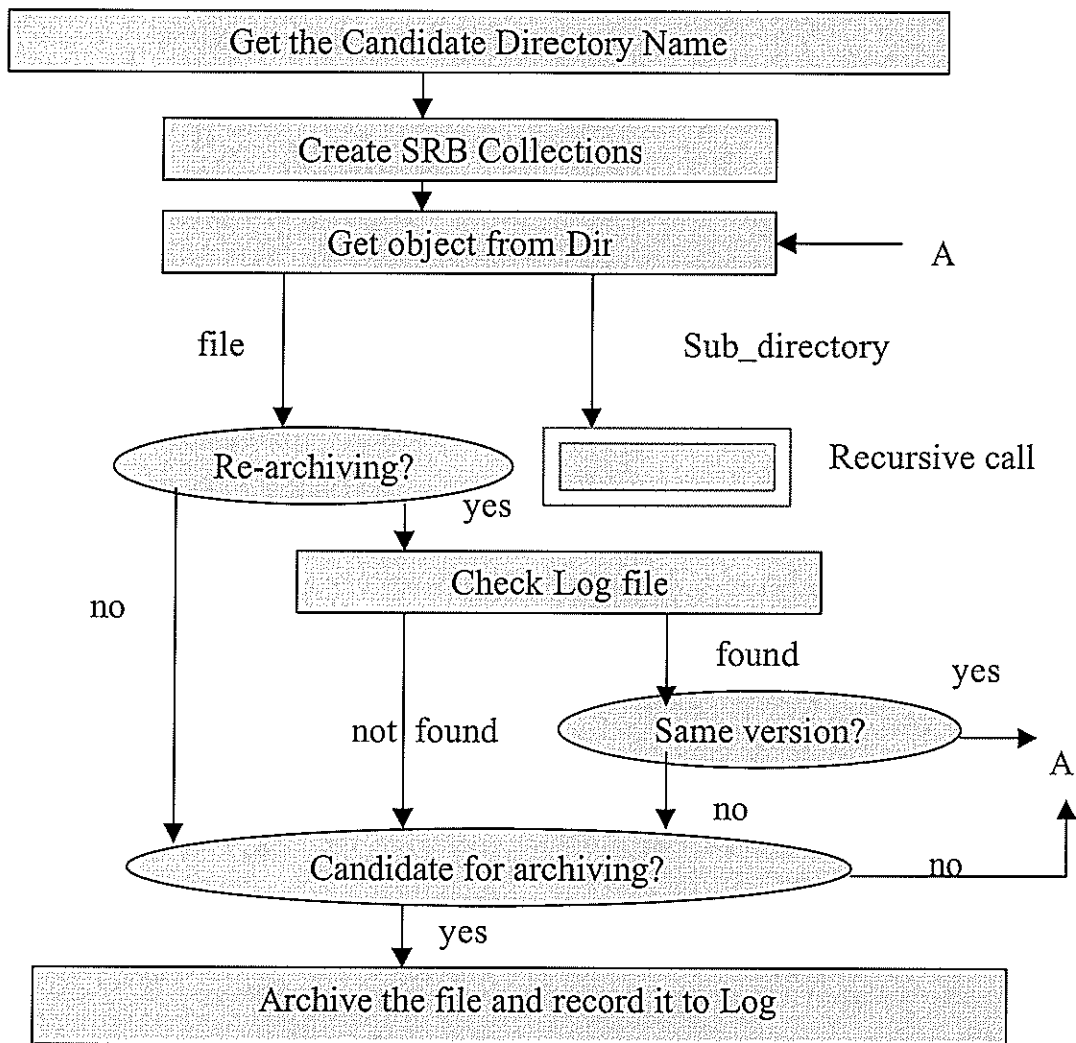 Get the Candidate Directory Name
Create SRB Collections
Get object from Dir
A
file
Sub_directory
Re-archiving?
Recursive call
yes
Check Log file
no
found
yes
not found
Same version?
A
no
Candidate for archiving?
no
yes
Archive the file and record it to Log